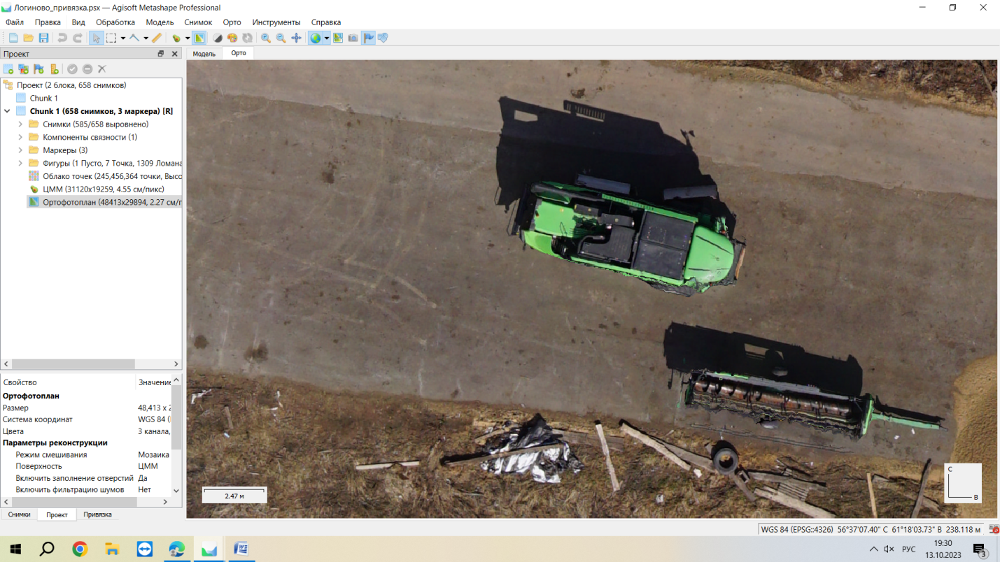 Логиново_привязка.psx — Agisoft Metashape Professional
Файл Правка Вид Обработка Модель Снимок Орто Инструменты Справка
Проект
Модель Орто
Проект (2 блока, 658 снимков)
Chunk 1
Chunk 1 (658 снимков, 3 маркера) [R]
Снимки (585/658 выровнено)
Компоненты связности (1)
Маркеры (3)
Фигуры (1 Пусто, 7 Точка, 1309 Ломана
Облако точек (245,456,364 точки, Высо
ЦММ (31120x19259, 4.55 см/пикс)
Ортофотоплан (48413x29894, 2.27 см/п
Свойство Значение
Ортофотоплан
Размер 48,413 x 2
Система координат WGS 84 (
Цвета 3 канала,
Параметры реконструкции
Режим смешивания Мозаика
Поверхность ЦММ
Включить заполнение отверстий Да
Включить фильтрацию шумов Нет
Снимки Проект Привязка
2.47 м
С
В
WGS 84 (EPSG::4326) 56°37'07.40" С 61°18'03.73" В 238.118 м
РУС
19:30
13.10.2023
3